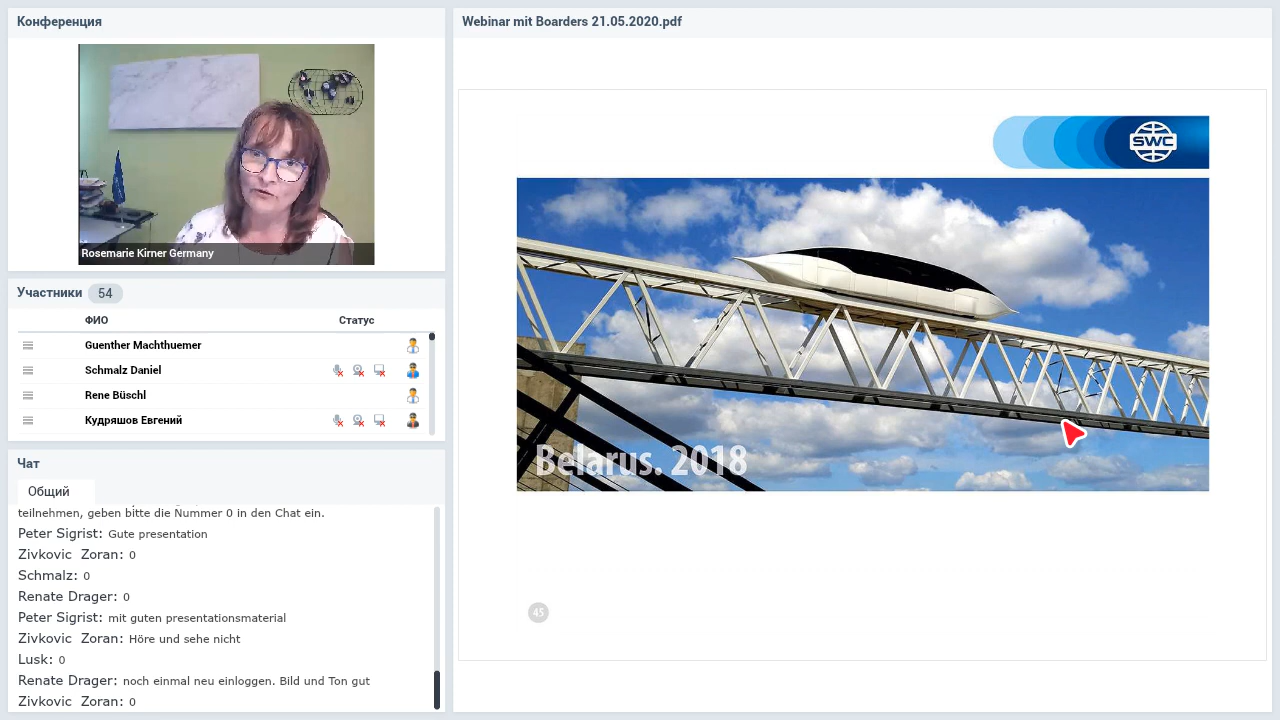 Конференция
Rosemarie Kirner Germany
Участники 54
ФИО Статус
Guenther Machthuemer
Schmalz Daniel
Rene Büschl
Кудряшов Евгений
Чат
Общий
teilnehmen, geben bitte die Nummer 0 in den Chat ein.
Peter Sigrist: Gute presentation
Zivkovic Zoran: 0
Schmalz: 0
Renate Drager: 0
Peter Sigrist: mit guten presentationsmaterial
Zivkovic Zoran: Höre und sehe nicht
Lusk: 0
Renate Drager: noch einmal neu einloggen. Bild und Ton gut
Zivkovic Zoran: 0
Webinar mit Boarders 21.05.2020.pdf
SWC
Belarus. 2018
45